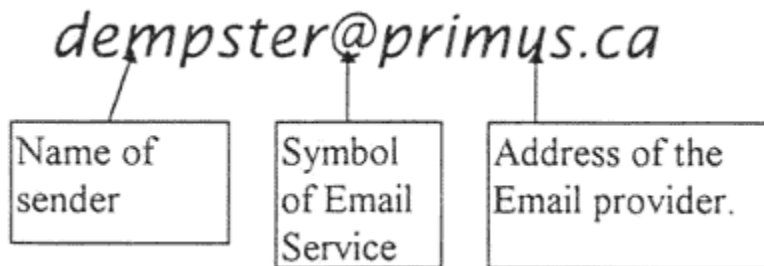 dempster@primus.ca
Name of
sender
Symbol
of Email
Service
Address of the
Email provider.